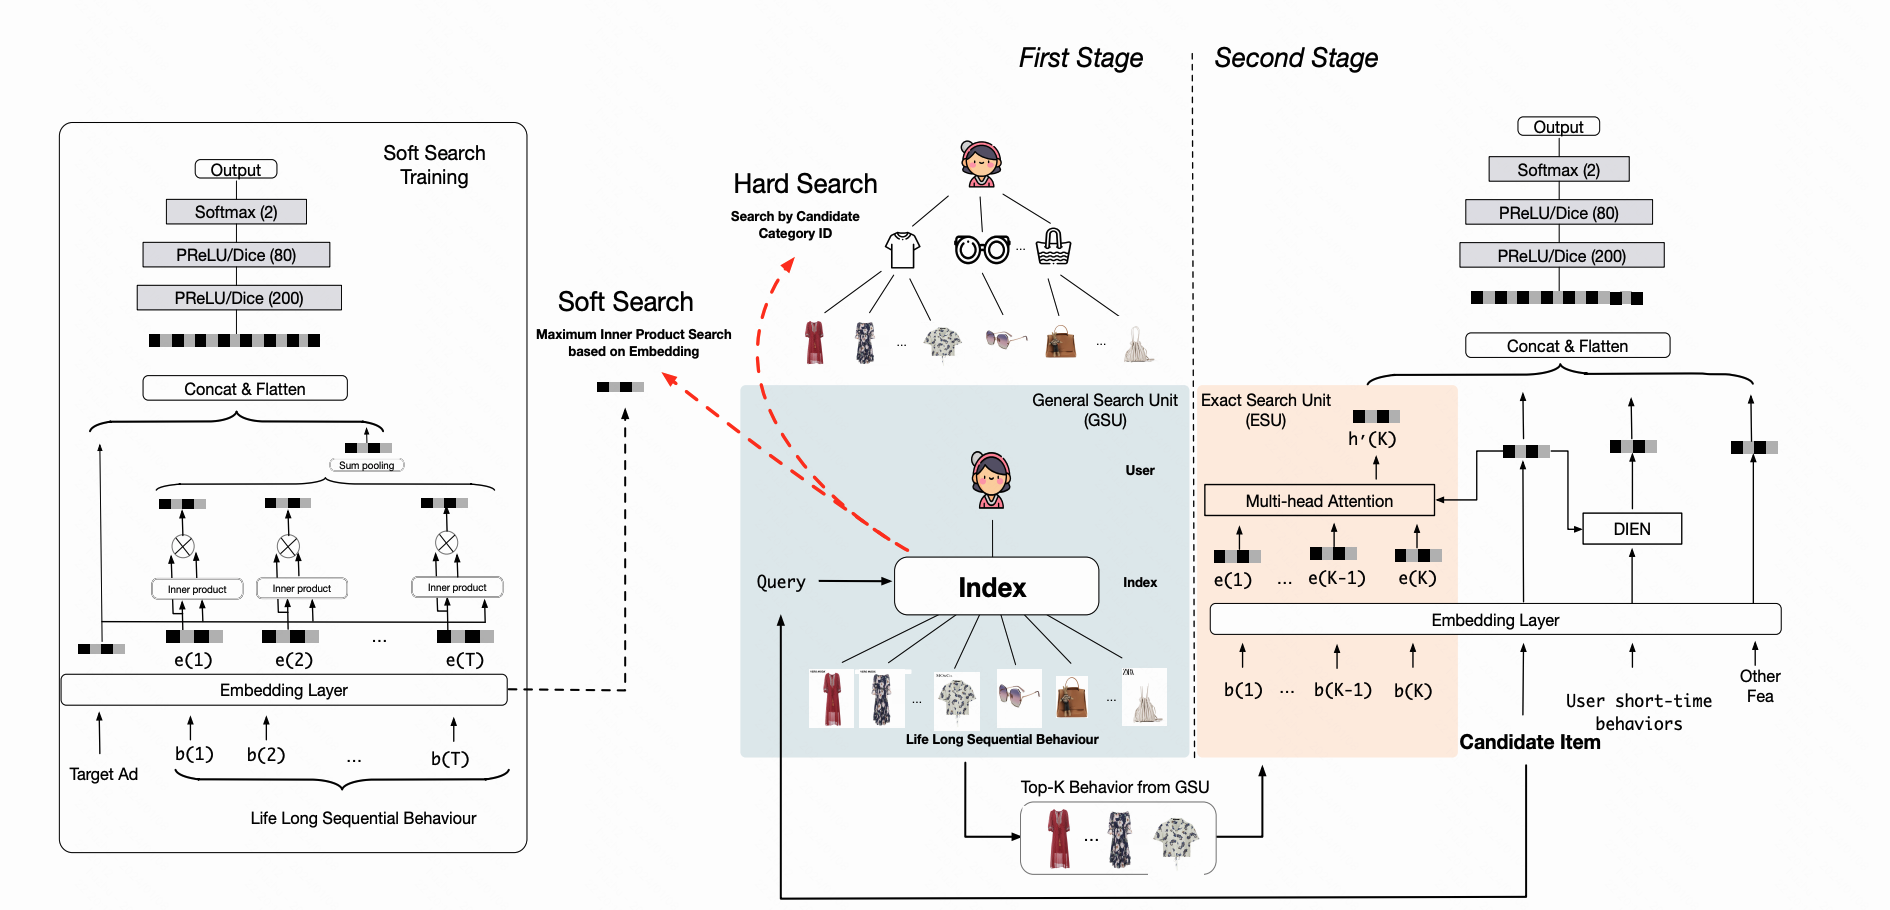 First Stage
Second Stage
Soft Search
Training
Output
Softmax (2)
PReLU/Dice (80)
PReLU/Dice (200)
Concat & Flatten
Sum pooling
Inner product
Inner product
Inner product
e(1)
e(2)
...
e(T)
Embedding Layer
Target Ad
b(1)
b(2)
...
b(T)
Life Long Sequential Behaviour
Hard Search
Search by Candidate
Category ID
...
...
...
Soft Search
Maximum Inner Product Search
based on Embedding
General Search Unit
(GSU)
User
Query
Index
Index
...
...
Life Long Sequential Behaviour
Top-K Behavior from GSU
...
Exact Search Unit
(ESU)
h′(K)
Multi-head Attention
e(1)
...
e(K-1)
e(K)
Embedding Layer
b(1)
...
b(K-1)
b(K)
Output
Softmax (2)
PReLU/Dice (80)
PReLU/Dice (200)
Concat & Flatten
DIEN
Candidate Item
User short-time
behaviors
Other
Fea